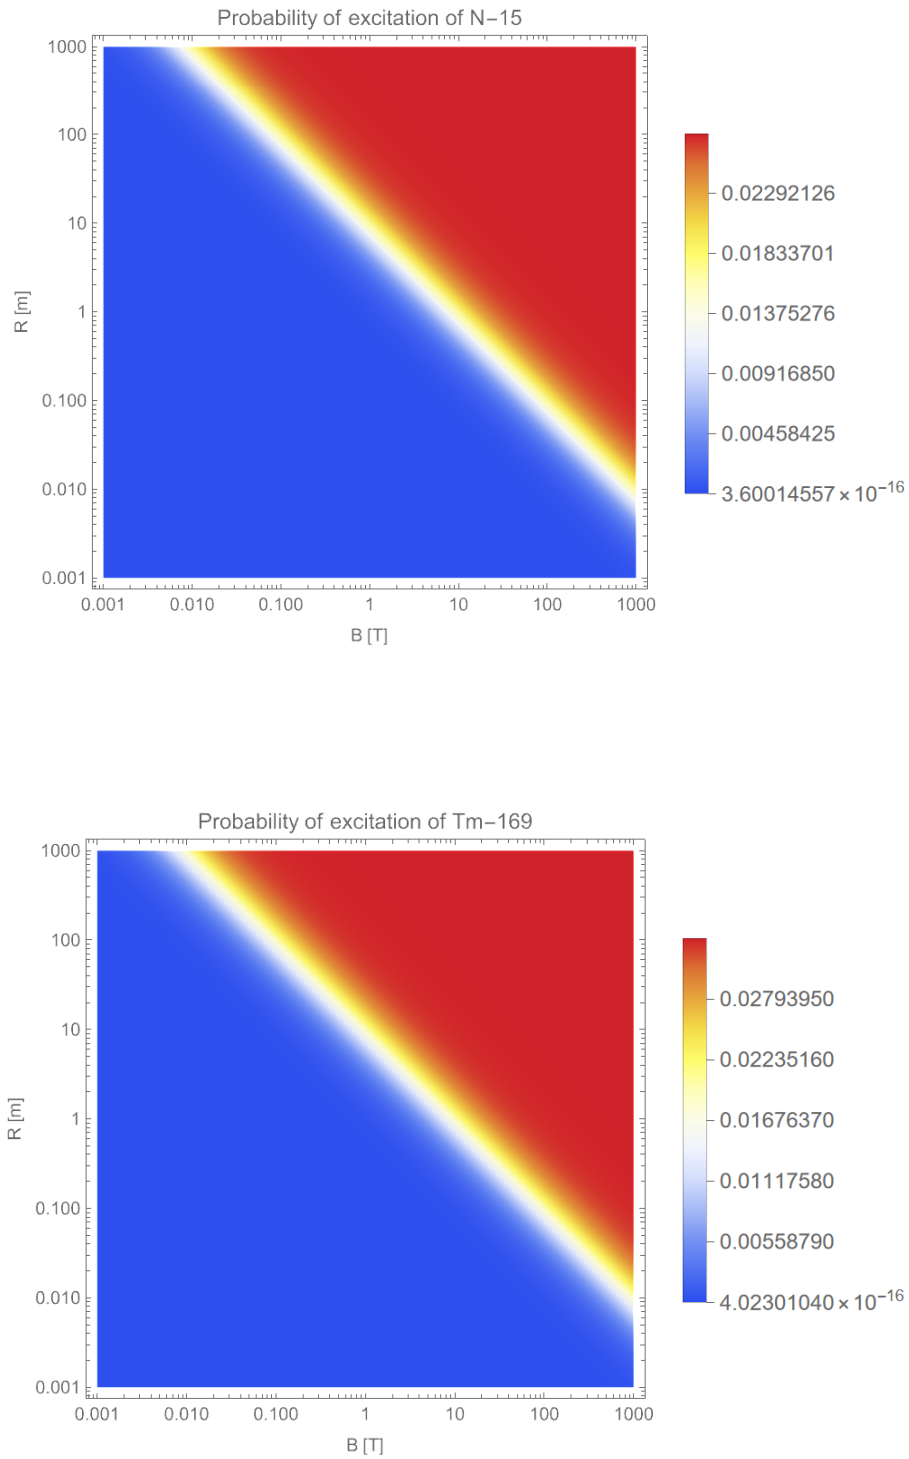 Probability of excitation of N−15
1000
100
10
1
0.100
0.010
0.001
R [m]
0.001 0.010 0.100 1 10 100 1000
B [T]
0.02292126
0.01833701
0.01375276
0.00916850
0.00458425
3.60014557 × 10⁻¹⁶
Probability of excitation of Tm−169
1000
100
10
1
0.100
0.010
0.001
R [m]
0.001 0.010 0.100 1 10 100 1000
B [T]
0.02793950
0.02235160
0.01676370
0.01117580
0.00558790
4.02301040 × 10⁻¹⁶